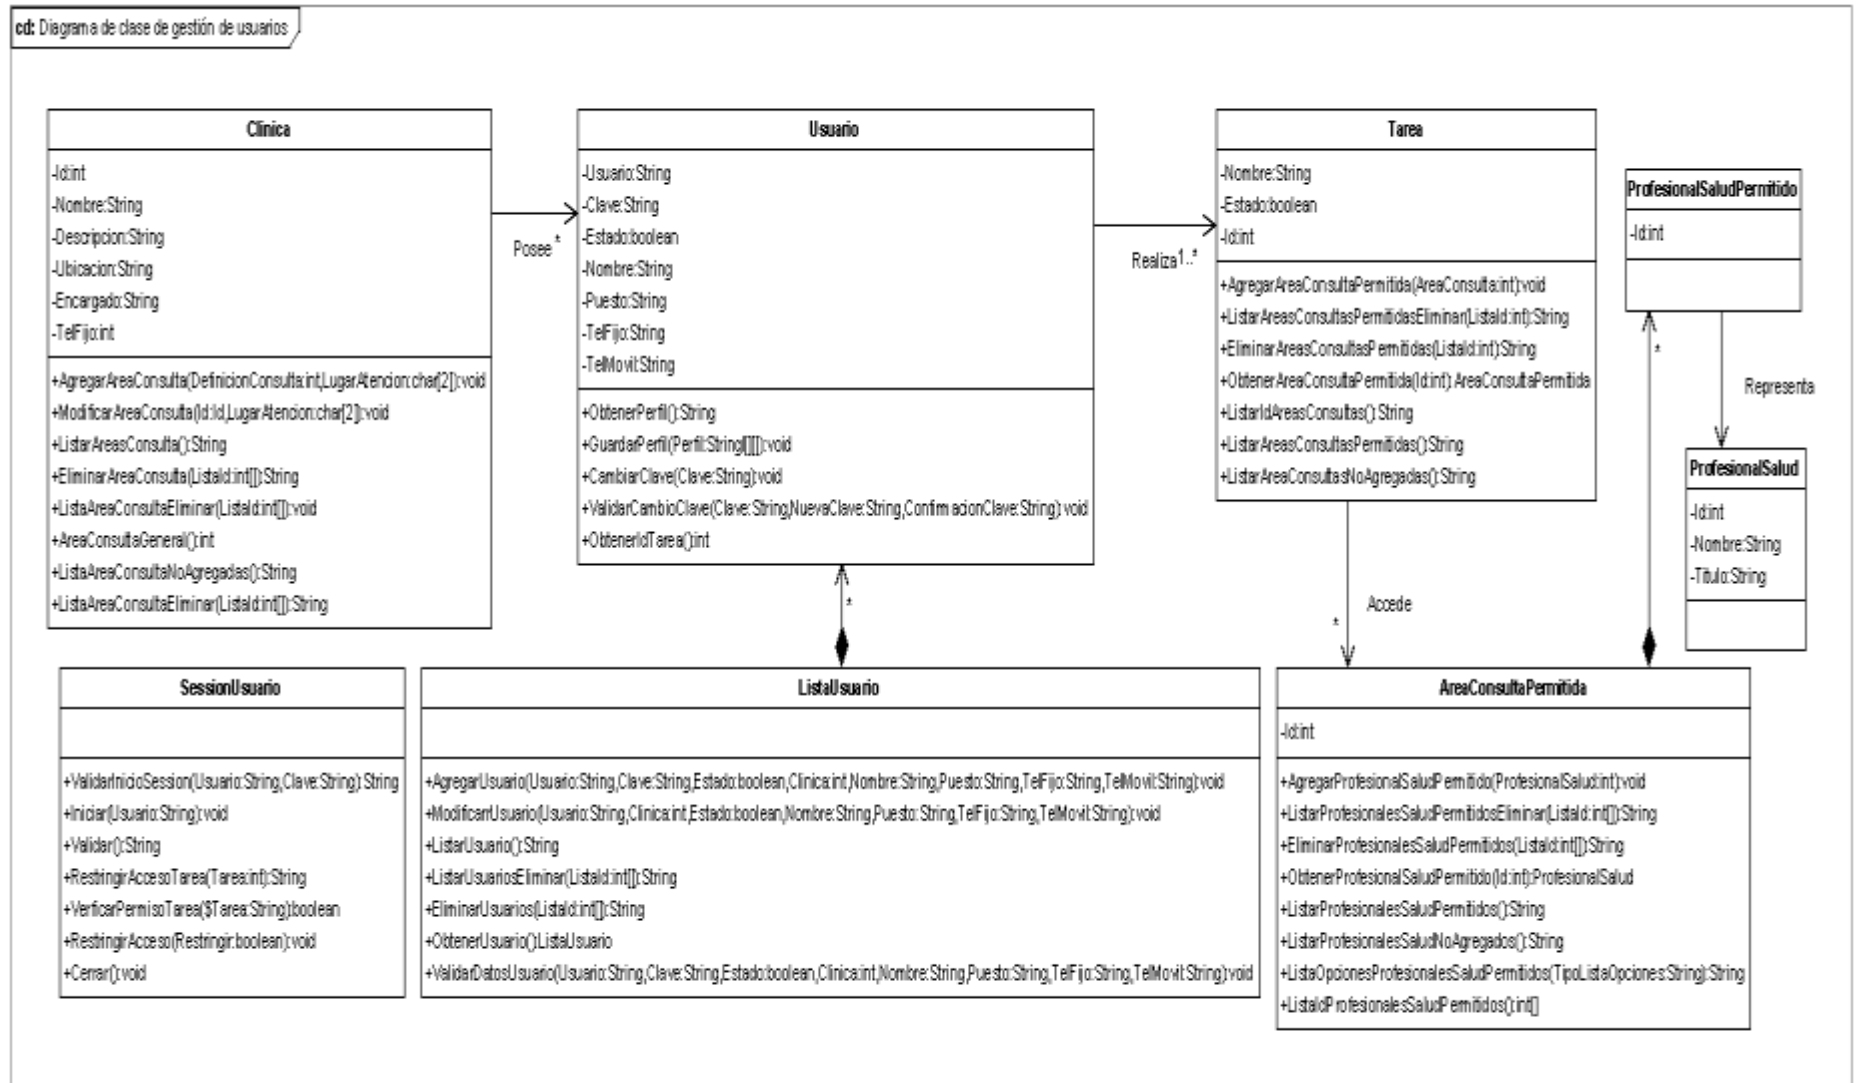 cd: Diagrama de clase de gestión de usuarios
Clinica
-Id:int
-Nombre:String
-Descripcion:String
-Ubicacion:String
-Encargado:String
-TelFijo:int
+AgregarAreaConsulta(DefinicionConsulta:int,LugarAtencion:char[2]):void
+ModificarAreaConsulta(Id:Id,LugarAtencion:char[2]):void
+ListarAreasConsulta():String
+EliminarAreaConsulta(ListaId:int[]):String
+ListaAreaConsultaEliminar(ListaId:int[]):void
+AreaConsultaGeneral():int
+ListaAreaConsultaNoAgregadas():String
+ListaAreaConsultaEliminar(ListaId:int[]):String
Posee *
Usuario
-Usuario:String
-Clave:String
-Estado:boolean
-Nombre:String
-Puesto:String
-TelFijo:String
-TelMovil:String
+ObtenerPerfil():String
+GuardarPerfil(Perfil:String[][]):void
+CambiarClave(Clave:String):void
+ValidarCambioClave(Clave:String,NuevaClave:String,ConfirmacionClave:String):void
+ObtenerIdTarea():int
Realiza 1..*
Tarea
-Nombre:String
-Estado:boolean
-Id:int
+AgregarAreaConsultaPermitida(AreaConsulta:int):void
+ListarAreasConsultasPermitidasEliminar(ListaId:int):String
+EliminarAreasConsultasPermitidas(ListaId:int):String
+ObtenerAreaConsultaPermitida(Id:int):AreaConsultaPermitida
+ListarIdAreasConsultas():String
+ListarAreasConsultasPermitidas():String
+ListarAreaConsultasNoAgregadas():String
ProfesionalSaludPermitido
-Id:int
*
Representa
ProfesionalSalud
-Id:int
-Nombre:String
-Titulo:String
*
Accede
*
SessionUsuario
+ValidarInicioSession(Usuario:String,Clave:String):String
+Iniciar(Usuario:String):void
+Validar():String
+RestringirAccesoTarea(Tarea:int):String
+VerficarPermisoTarea($Tarea:String):boolean
+RestringirAcceso(Restringir:boolean):void
+Cerrar():void
ListaUsuario
+AgregarUsuario(Usuario:String,Clave:String,Estado:boolean,Clinica:int,Nombre:String,Puesto:String,TelFijo:String,TelMovil:String):void
+ModificarrUsuario(Usuario:String,Clinica:int,Estado:boolean,Nombre:String,Puesto:String,TelFijo:String,TelMovil:String):void
+ListarUsuario():String
+ListarUsuariosEliminar(ListaId:int[]):String
+EliminarUsuarios(ListaId:int[]):String
+ObtenerUsuario():ListaUsuario
+ValidarDatosUsuario(Usuario:String,Clave:String,Estado:boolean,Clinica:int,Nombre:String,Puesto:String,TelFijo:String,TelMovil:String):void
AreaConsultaPermitida
-Id:int
+AgregarProfesionalSaludPermitido(ProfesionalSalud:int):void
+ListarProfesionalesSaludPermitidosEliminar(ListaId:int[]):String
+EliminarProfesionalesSaludPermitidos(ListaId:int[]):String
+ObtenerProfesionalSaludPermitido(Id:int):ProfesionalSalud
+ListarProfesionalesSaludPermitidos():String
+ListarProfesionalesSaludNoAgregados():String
+ListaOpcionesProfesionalesSaludPermitidos(TipoListaOpciones:String):String
+ListaIdProfesionalesSaludPermitidos():int[]